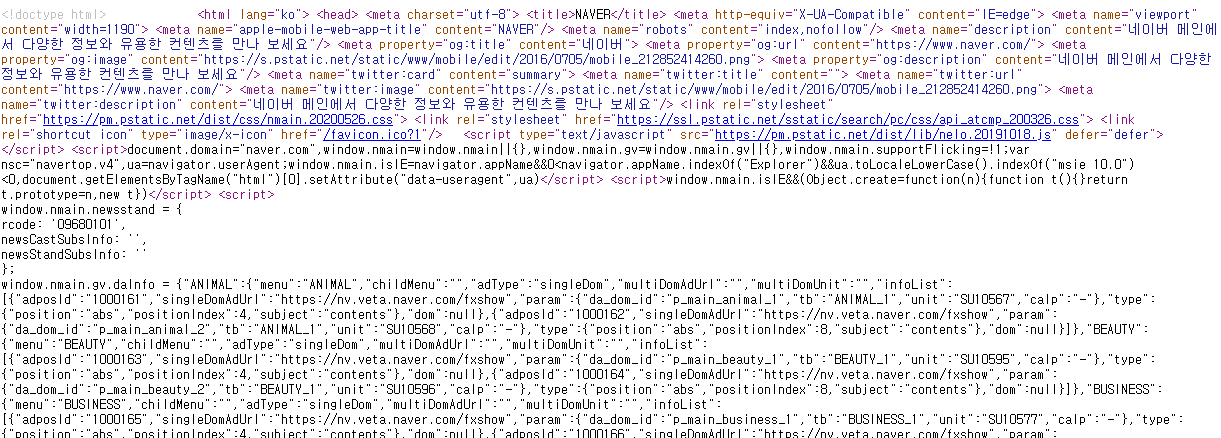 <!doctype html>                <html lang="ko"> <head> <meta charset="utf-8"> <title>NAVER</title> <meta http-equiv="X-UA-Compatible" content="IE=edge"> <meta name="viewport"
content="width=1190"> <meta name="apple-mobile-web-app-title" content="NAVER"/> <meta name="robots" content="index,nofollow"/> <meta name="description" content="네이버 메인에
서 다양한 정보와 유용한 컨텐츠를 만나 보세요"/> <meta property="og:title" content="네이버"> <meta property="og:url" content="https://www.naver.com/"> <meta
property="og:image" content="https://s.pstatic.net/static/www/mobile/edit/2016/0705/mobile_212852414260.png"> <meta property="og:description" content="네이버 메인에서 다양한
정보와 유용한 컨텐츠를 만나 보세요"/> <meta name="twitter:card" content="summary"> <meta name="twitter:title" content=""> <meta name="twitter:url"
content="https://www.naver.com/"> <meta name="twitter:image" content="https://s.pstatic.net/static/www/mobile/edit/2016/0705/mobile_212852414260.png"> <meta
name="twitter:description" content="네이버 메인에서 다양한 정보와 유용한 컨텐츠를 만나 보세요"/> <link rel="stylesheet"
href="https://pm.pstatic.net/dist/css/nmain.20200526.css"> <link rel="stylesheet" href="https://ssl.pstatic.net/sstatic/search/pc/css/api_atcmp_200326.css"> <link
rel="shortcut icon" type="image/x-icon" href="/favicon.ico?1"/>   <script type="text/javascript" src="https://pm.pstatic.net/dist/lib/nelo.20191018.js" defer="defer">
</script> <script>document.domain="naver.com",window.nmain=window.nmain||{},window.nmain.gv=window.nmain.gv||{},window.nmain.supportFlicking=!1;var
nsc="navertop.v4",ua=navigator.userAgent;window.nmain.isIE=navigator.appName&&0<navigator.appName.indexOf("Explorer")&&ua.toLocaleLowerCase().indexOf("msie 10.0")
<0,document.getElementsByTagName("html")[0].setAttribute("data-useragent",ua)</script> <script>window.nmain.isIE&&(Object.create=function(n){function t(){}return
t.prototype=n,new t})</script> <script>
window.nmain.newsstand = {
rcode: '09680101',
newsCastSubsInfo: '',
newsStandSubsInfo: ''
};
window.nmain.gv.daInfo = {"ANIMAL":{"menu":"ANIMAL","childMenu":"","adType":"singleDom","multiDomAdUrl":"","multiDomUnit":"","infoList":
[{"adposId":"1000161","singleDomAdUrl":"https://nv.veta.naver.com/fxshow","param":{"da_dom_id":"p_main_animal_1","tb":"ANIMAL_1","unit":"SU10567","calp":"-"},"type":
{"position":"abs","positionIndex":4,"subject":"contents"},"dom":null},{"adposId":"1000162","singleDomAdUrl":"https://nv.veta.naver.com/fxshow","param":
{"da_dom_id":"p_main_animal_2","tb":"ANIMAL_1","unit":"SU10568","calp":"-"},"type":{"position":"abs","positionIndex":8,"subject":"contents"},"dom":null}]},"BEAUTY":
{"menu":"BEAUTY","childMenu":"","adType":"singleDom","multiDomAdUrl":"","multiDomUnit":"","infoList":
[{"adposId":"1000163","singleDomAdUrl":"https://nv.veta.naver.com/fxshow","param":{"da_dom_id":"p_main_beauty_1","tb":"BEAUTY_1","unit":"SU10595","calp":"-"},"type":
{"position":"abs","positionIndex":4,"subject":"contents"},"dom":null},{"adposId":"1000164","singleDomAdUrl":"https://nv.veta.naver.com/fxshow","param":
{"da_dom_id":"p_main_beauty_2","tb":"BEAUTY_1","unit":"SU10596","calp":"-"},"type":{"position":"abs","positionIndex":8,"subject":"contents"},"dom":null}]},"BUSINESS":
{"menu":"BUSINESS","childMenu":"","adType":"singleDom","multiDomAdUrl":"","multiDomUnit":"","infoList":
[{"adposId":"1000165","singleDomAdUrl":"https://nv.veta.naver.com/fxshow","param":{"da_dom_id":"p_main_business_1","tb":"BUSINESS_1","unit":"SU10577","calp":"-"},"type":
{"position":"abs","positionIndex":4,"subject":"contents"},"dom":null},{"adposId":"1000166","singleDomAdUrl":"https://nv.veta.naver.com/fxshow","param":